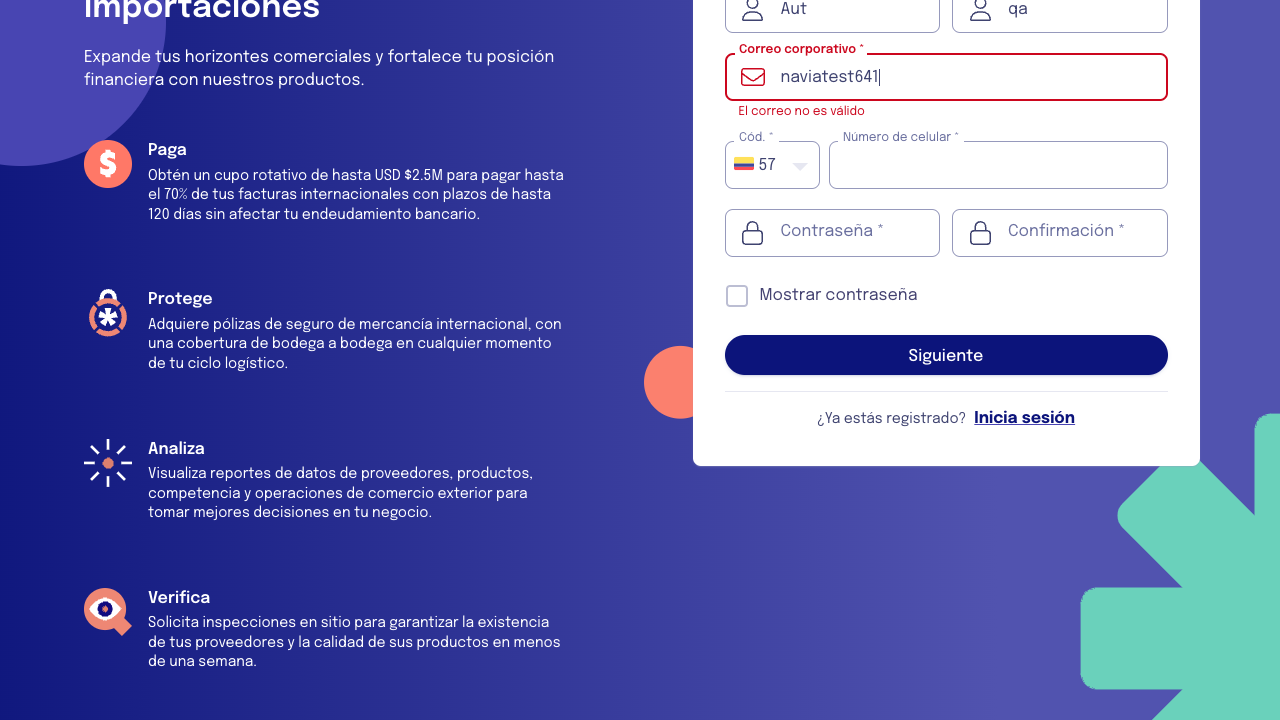 importaciones
Expande tus horizontes comerciales y fortalece tu posición
financiera con nuestros productos.
Paga
Obtén un cupo rotativo de hasta USD $2.5M para pagar hasta
el 70% de tus facturas internacionales con plazos de hasta
120 días sin afectar tu endeudamiento bancario.
Protege
Adquiere pólizas de seguro de mercancía internacional, con
una cobertura de bodega a bodega en cualquier momento
de tu ciclo logístico.
Analiza
Visualiza reportes de datos de proveedores, productos,
competencia y operaciones de comercio exterior para
tomar mejores decisiones en tu negocio.
Verifica
Solicita inspecciones en sitio para garantizar la existencia
de tus proveedores y la calidad de sus productos en menos
de una semana.
Aut
qa
Correo corporativo *
naviatest641
El correo no es válido
Cód. *
57
Número de celular *
Contraseña *
Confirmación *
Mostrar contraseña
Siguiente
¿Ya estás registrado? Inicia sesión